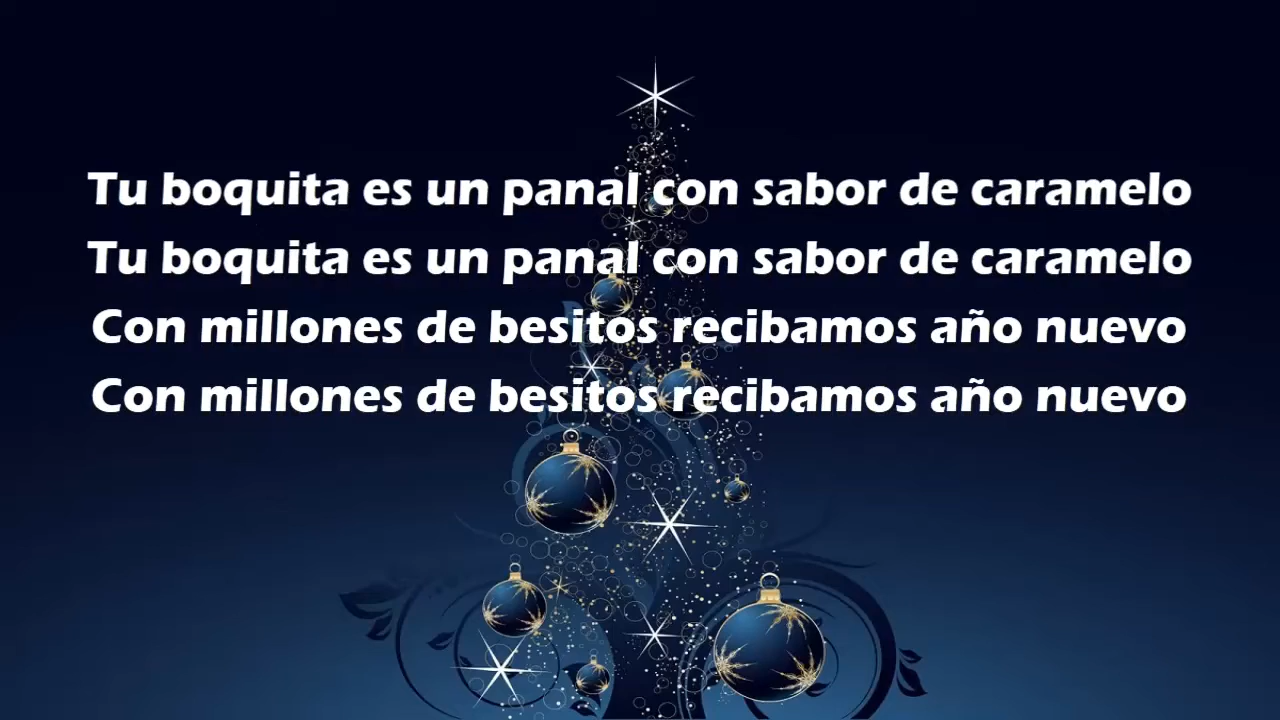 Tu boquita es un panal con sabor de caramelo
Tu boquita es un panal con sabor de caramelo
Con millones de besitos recibamos año nuevo
Con millones de besitos recibamos año nuevo